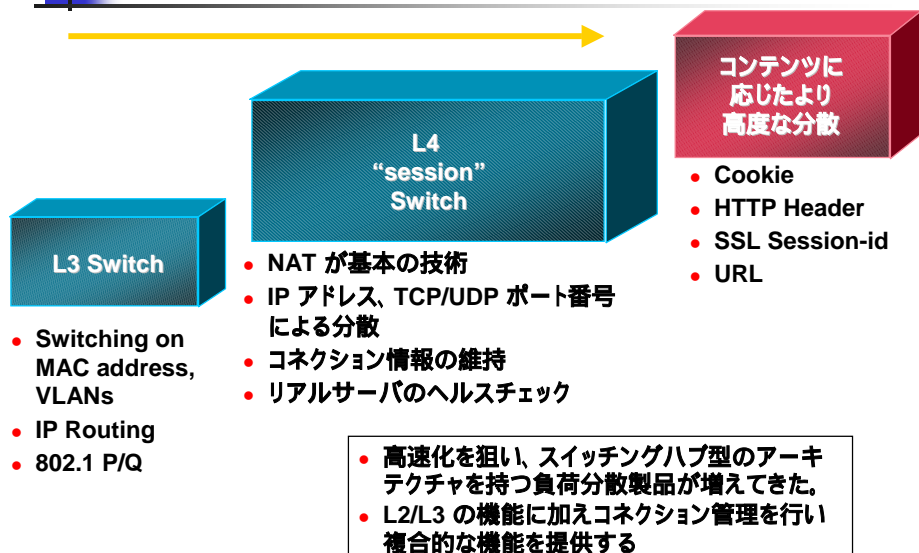 L3 Switch
• Switching on
MAC address,
VLANs
• IP Routing
• 802.1 P/Q
L4
“session”
Switch
• NAT が基本の技術
• IP アドレス、TCP/UDP ポート番号
による分散
• コネクション情報の維持
• リアルサーバのヘルスチェック
コンテンツに
応じたより
高度な分散
• Cookie
• HTTP Header
• SSL Session-id
• URL
• 高速化を狙い、スイッチングハブ型のアーキ
テクチャを持つ負荷分散製品が増えてきた。
• L2/L3 の機能に加えコネクション管理を行い
複合的な機能を提供する